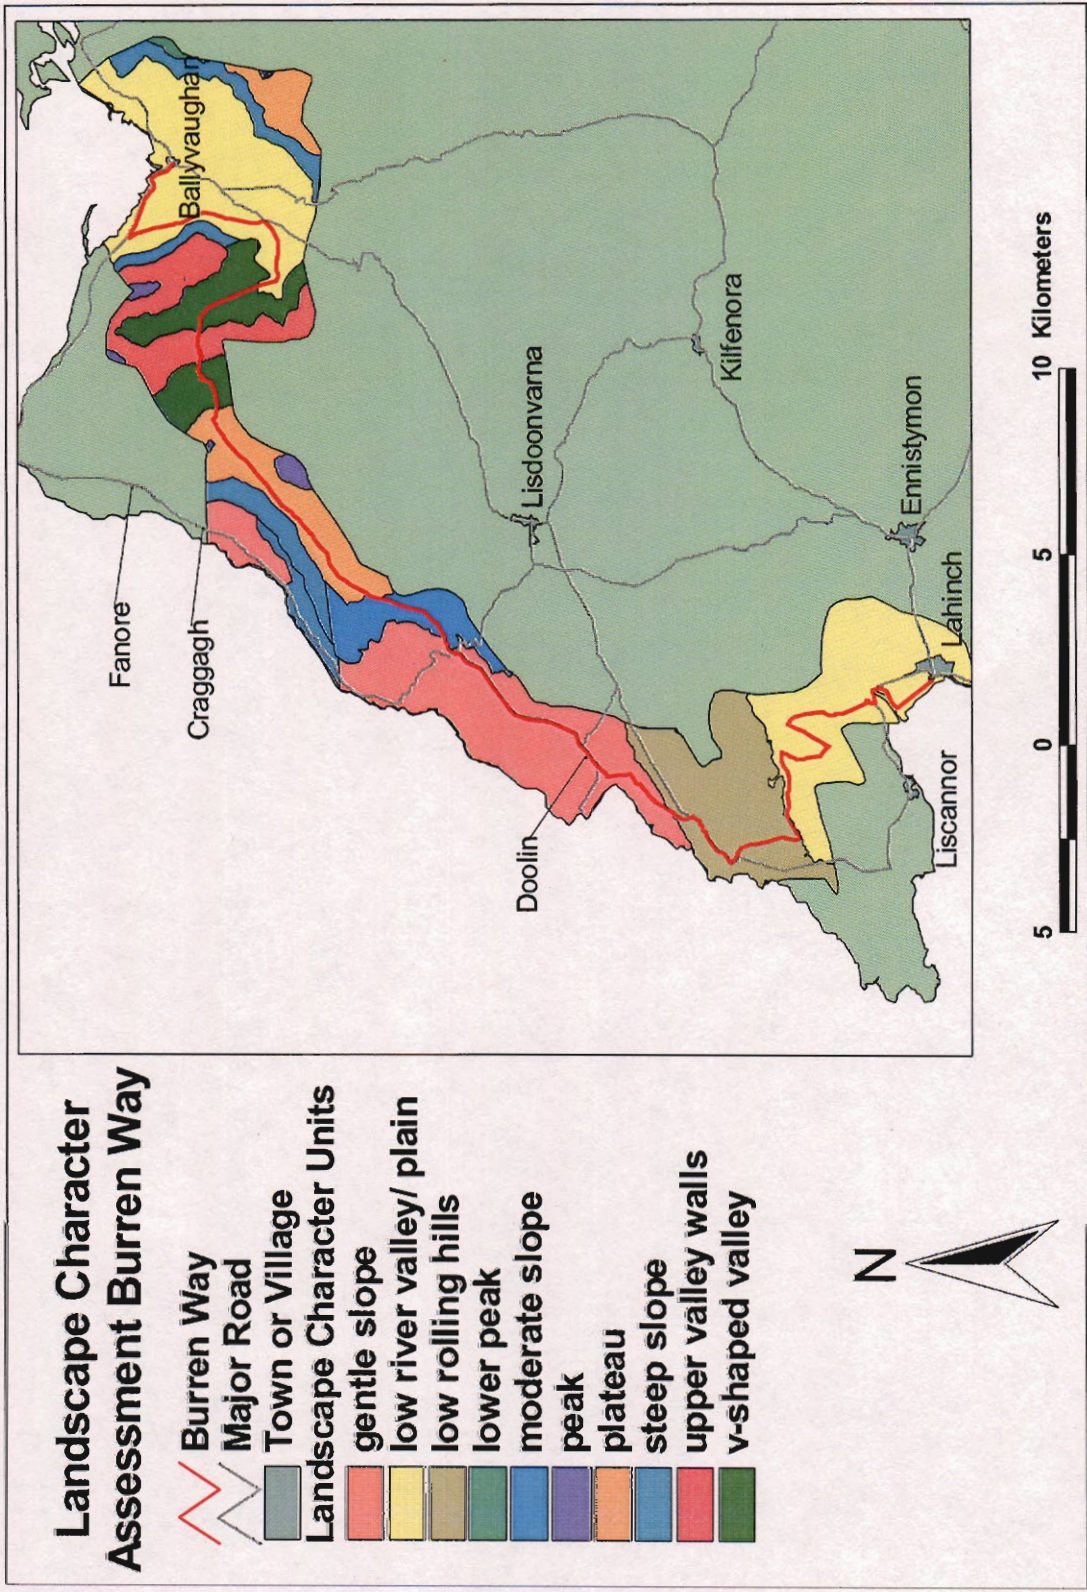 Landscape Character
Assessment Burren Way
Burren Way
Major Road
Town or Village
Landscape Character Units
gentle slope
low river valley/ plain
low rolling hills
lower peak
moderate slope
peak
plateau
steep slope
upper valley walls
v-shaped valley
N
Fanore
Craggagh
Ballyvaughan
Doolin
Lisdoonvarna
Kilfenora
Ennistymon
Lahinch
Liscannor
5 0 5 10 Kilometers